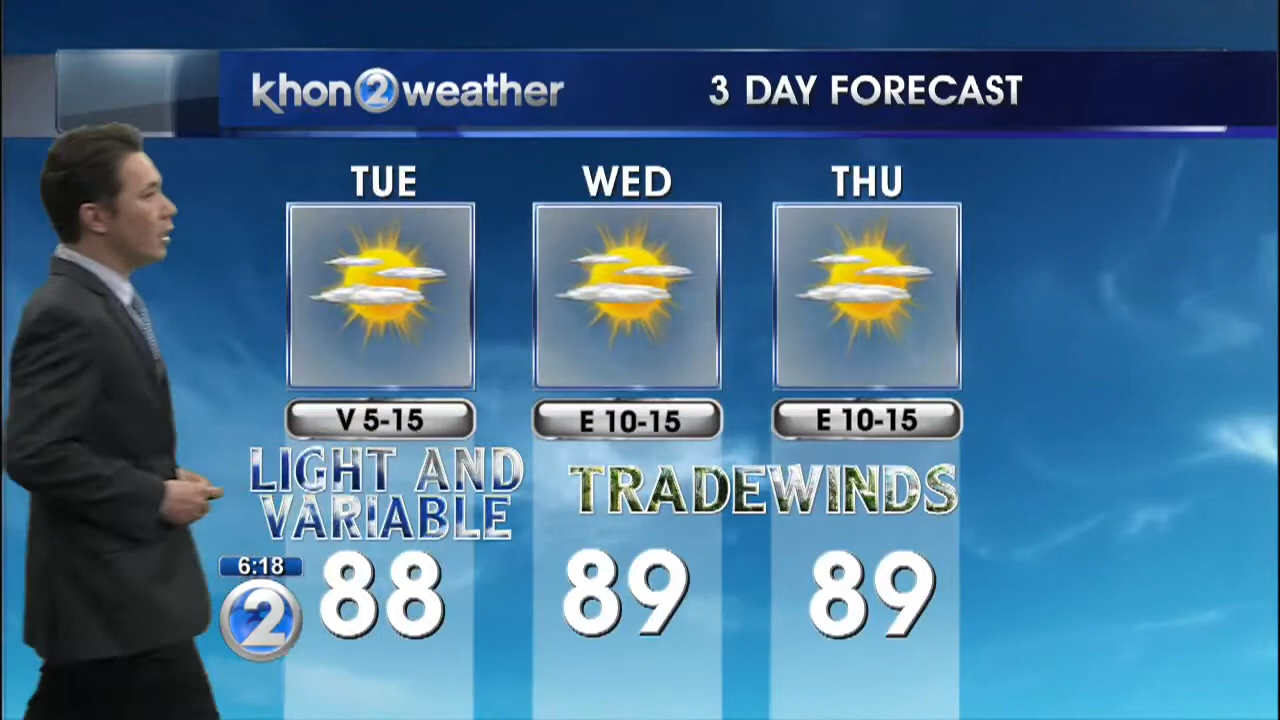 khon2weather
3 DAY FORECAST
TUE WED THU
V 5-15 E 10-15 E 10-15
LIGHT AND
VARIABLE
TRADEWINDS
6:18
2
88 89 89